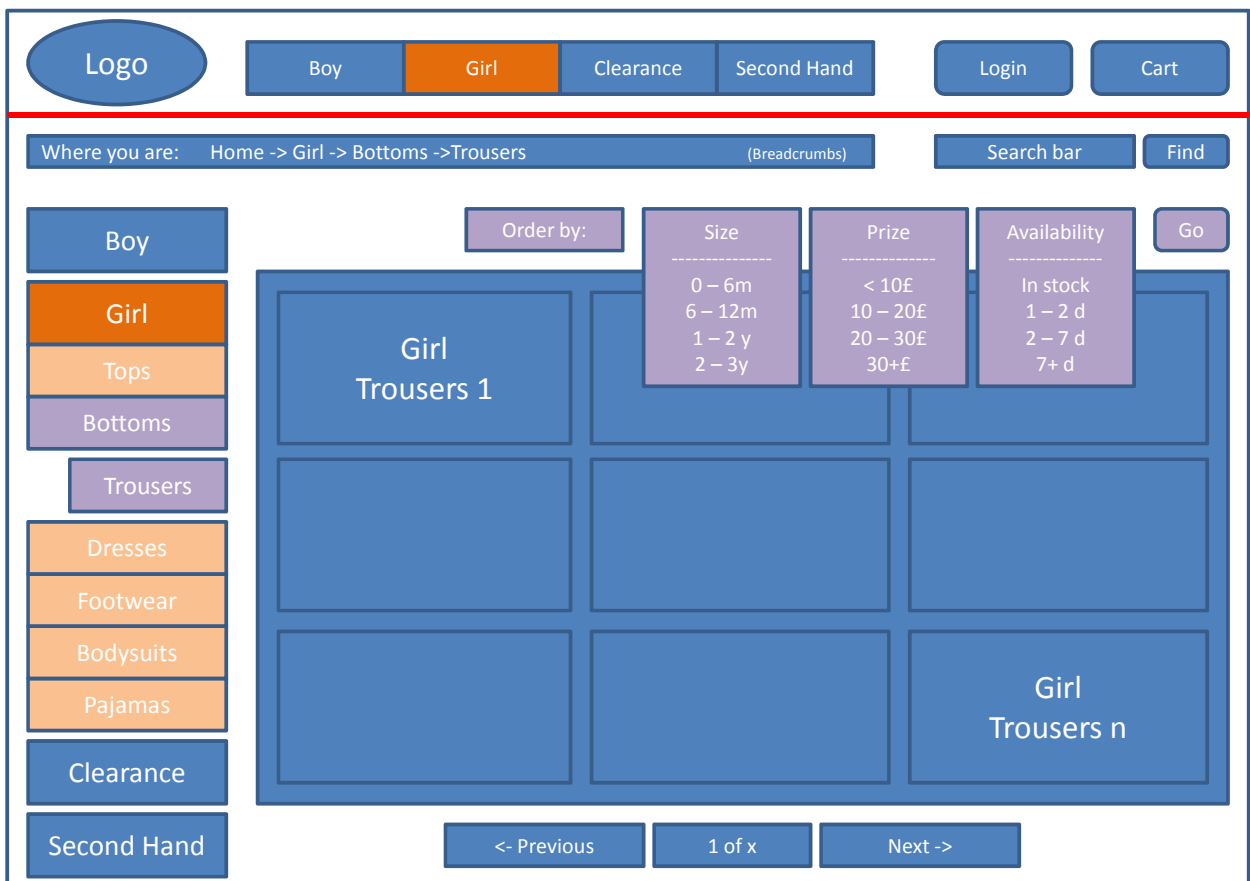 Logo
Boy
Girl
Clearance
Second Hand
Login
Cart
Where you are: Home -> Girl -> Bottoms ->Trousers (Breadcrumbs)
Search bar
Find
Boy
Girl
Tops
Bottoms
Trousers
Dresses
Footwear
Bodysuits
Pajamas
Clearance
Second Hand
Order by:
Size
---------------
0 – 6m
6 – 12m
1 – 2 y
2 – 3y
Prize
--------------
< 10£
10 – 20£
20 – 30£
30+£
Availability
--------------
In stock
1 – 2 d
2 – 7 d
7+ d
Go
Girl
Trousers 1
Girl
Trousers n
<- Previous
1 of x
Next ->